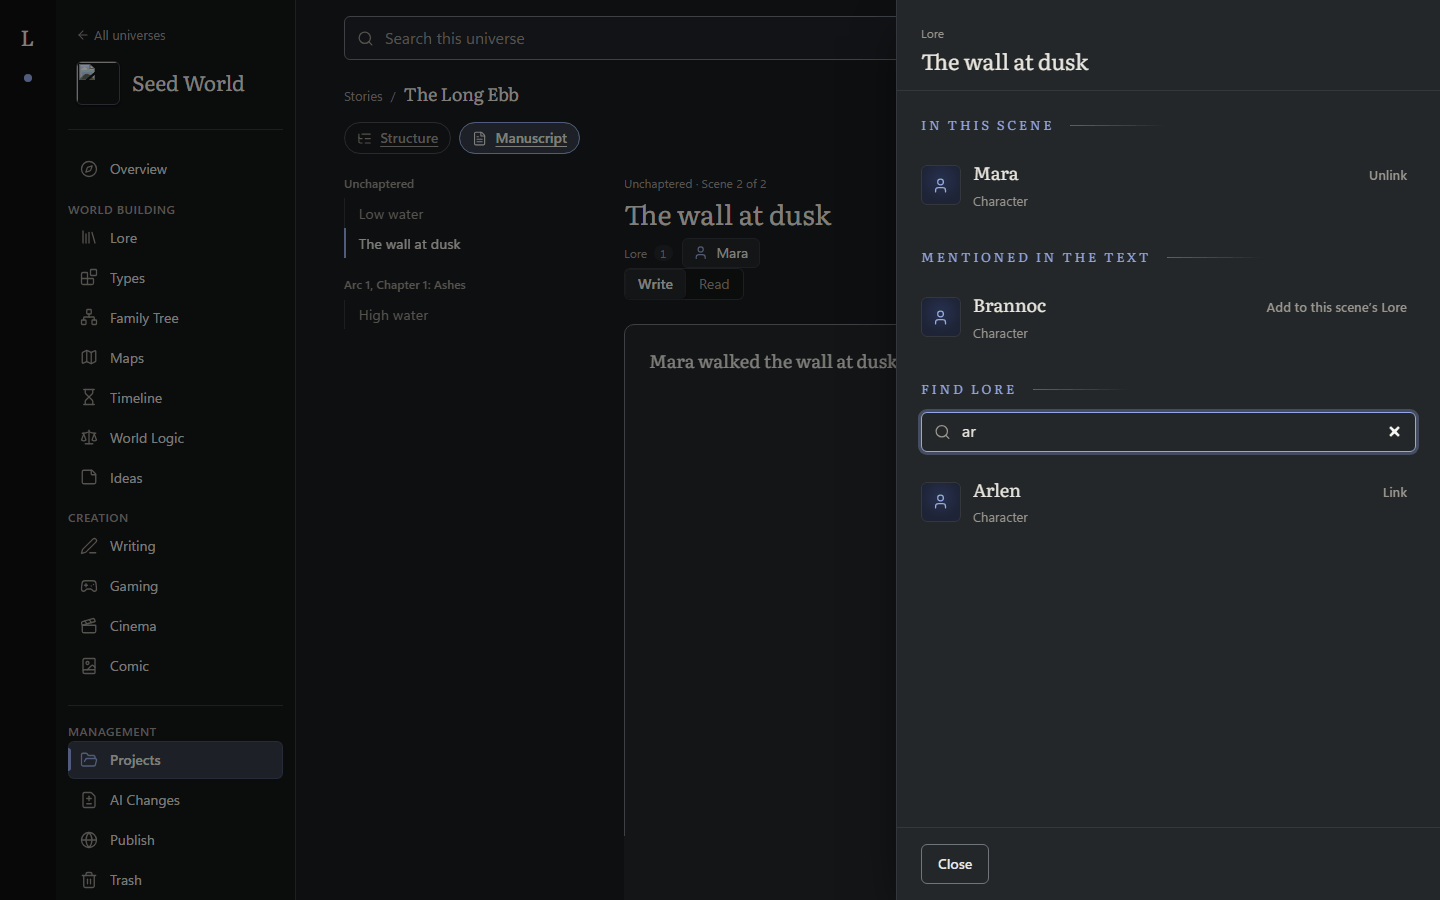 L
All universes
Seed World
Overview
WORLD BUILDING
Lore
Types
Family Tree
Maps
Timeline
World Logic
Ideas
CREATION
Writing
Gaming
Cinema
Comic
MANAGEMENT
Projects
AI Changes
Publish
Trash
Search this universe
Stories / The Long Ebb
Structure
Manuscript
Unchaptered
Low water
The wall at dusk
Arc 1, Chapter 1: Ashes
High water
Unchaptered · Scene 2 of 2
The wall at dusk
Lore 1 Mara
Write Read
Mara walked the wall at dusk
Lore
The wall at dusk
IN THIS SCENE
Mara
Unlink
Character
MENTIONED IN THE TEXT
Brannoc
Add to this scene’s Lore
Character
FIND LORE
ar
Arlen
Link
Character
Close